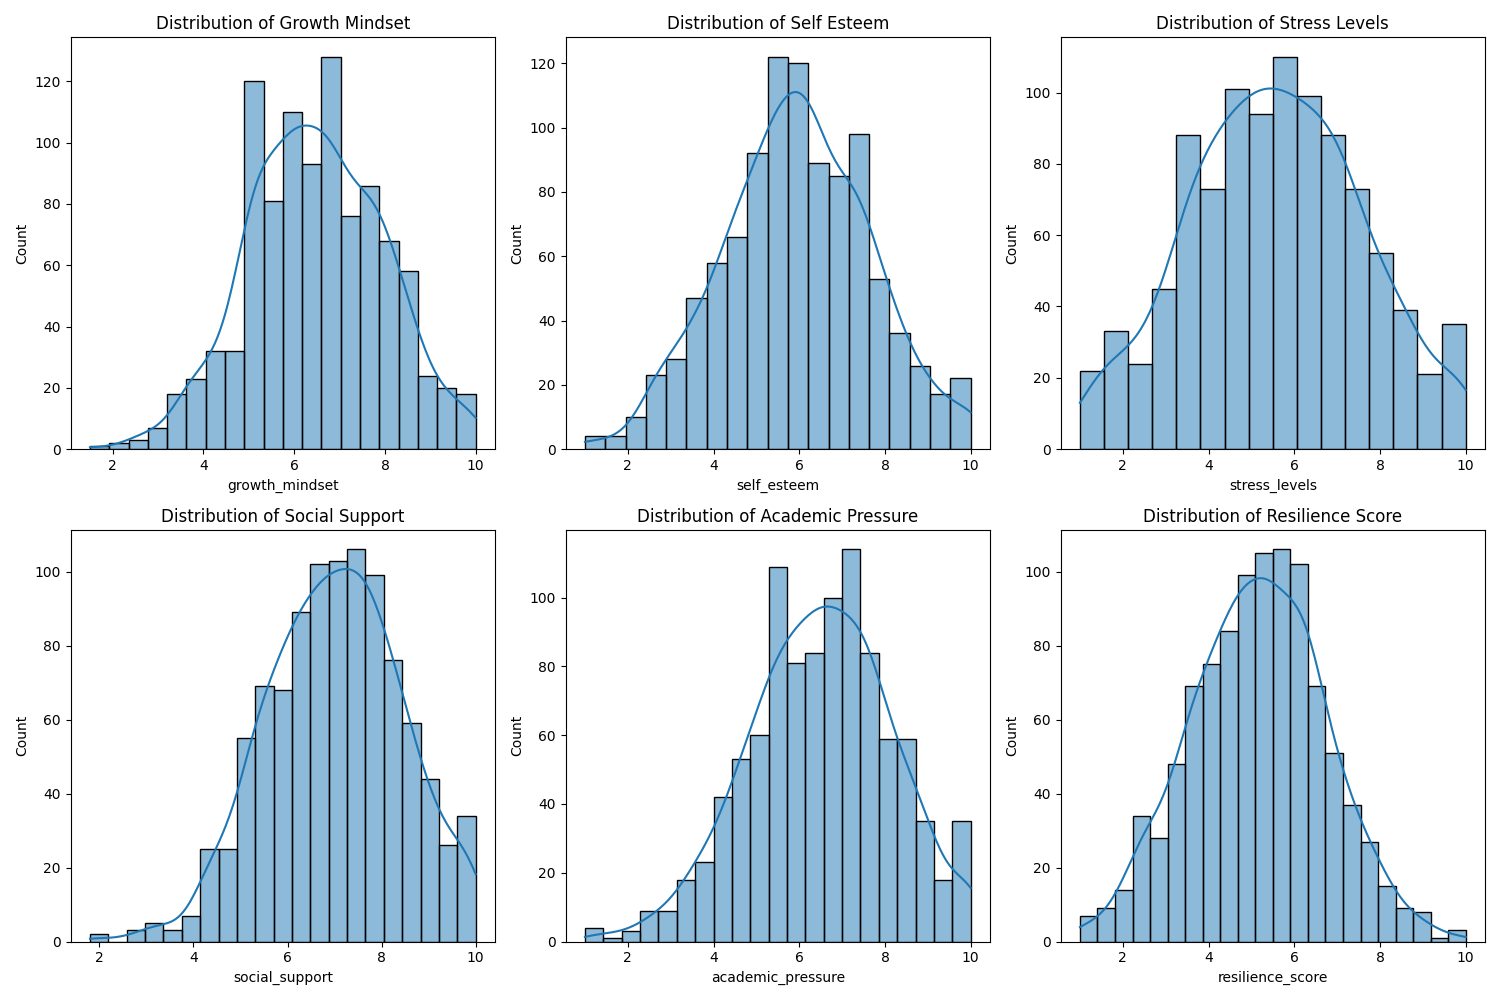 Distribution of Growth Mindset
Distribution of Self Esteem
Distribution of Stress Levels
Count
120
100
80
60
40
20
0
2 4 6 8 10
growth_mindset
Count
120
100
80
60
40
20
0
2 4 6 8 10
self_esteem
Count
100
80
60
40
20
0
2 4 6 8 10
stress_levels
Distribution of Social Support
Distribution of Academic Pressure
Distribution of Resilience Score
Count
100
80
60
40
20
0
2 4 6 8 10
social_support
Count
100
80
60
40
20
0
2 4 6 8 10
academic_pressure
Count
100
80
60
40
20
0
2 4 6 8 10
resilience_score